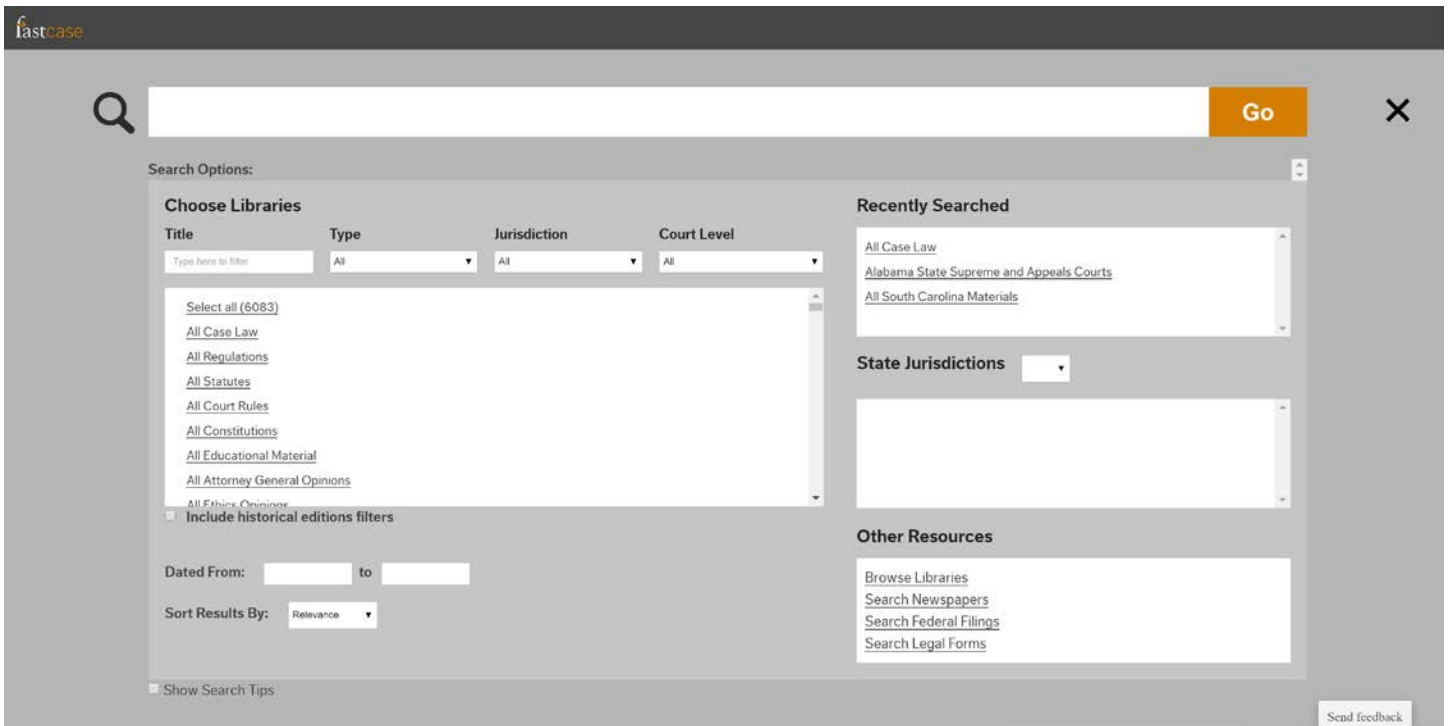 fastcase
Go
Search Options:
Choose Libraries
Title Type Jurisdiction Court Level
Type here to filter All All All
Select all (6083)
All Case Law
All Regulations
All Statutes
All Court Rules
All Constitutions
All Educational Material
All Attorney General Opinions
All Ethics Opinions
Include historical editions filters
Dated From: to
Sort Results By: Relevance
Recently Searched
All Case Law
Alabama State Supreme and Appeals Courts
All South Carolina Materials
State Jurisdictions
Other Resources
Browse Libraries
Search Newspapers
Search Federal Filings
Search Legal Forms
Show Search Tips
Send feedback